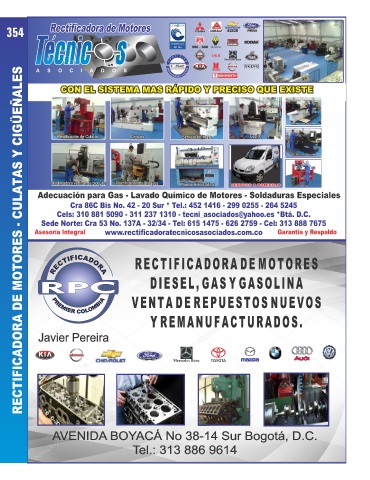 354
RECTIFICADORA DE MOTORES - CULATAS Y CIGÜEÑALES
Rectificadora de Motores
Técnicos
ASOCIADOS
CON EL SISTEMA MAS RÁPIDO Y PRECISO QUE EXISTE
SERVICIO A DOMICILIO
Adecuación para Gas - Lavado Quimico de Motores - Soldaduras Especiales
Cra 86C Bis No. 42 - 20 Sur * Tel.: 452 1416 - 299 0255 - 264 5245
Cels: 310 881 5090 - 311 237 1310 - tecni_asociados@yahoo.es *Btá. D.C.
Sede Norte: Cra 53 No. 137A - 32/34 - Tel: 615 1475 - 626 2759 - Cel: 313 888 7675
Asesoría Integral
www.rectificadoratecnicosasociados.com.co
Garantía y Respaldo
RECTIFICADORA
RPC
PREMIER COLOMBIA
RECTIFICADORA DE MOTORES
DIESEL, GAS Y GASOLINA
VENTA DE REPUESTOS NUEVOS
Y REMANUFACTURADOS.
Javier Pereira
KIA
CHEVROLET
Ford
Mercedes Benz
TOYOTA
mazda
Audi
AVENIDA BOYACÁ No 38-14 Sur Bogotá, D.C.
Tel.: 313 886 9614